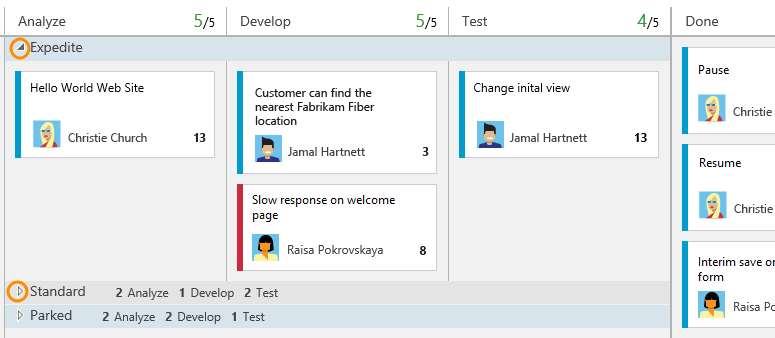 Analyze 5/5 Develop 5/5 Test 4/5 Done
Expedite
Hello World Web Site
Christie Church 13
Customer can find the
nearest Fabrikam Fiber
location
Jamal Hartnett 3
Slow response on welcome
page
Raisa Pokrovskaya 8
Change inital view
Jamal Hartnett 13
Pause
Christie
Resume
Christie
Interim save on
form
Raisa Po
Standard 2 Analyze 1 Develop 2 Test
Parked 2 Analyze 2 Develop 1 Test